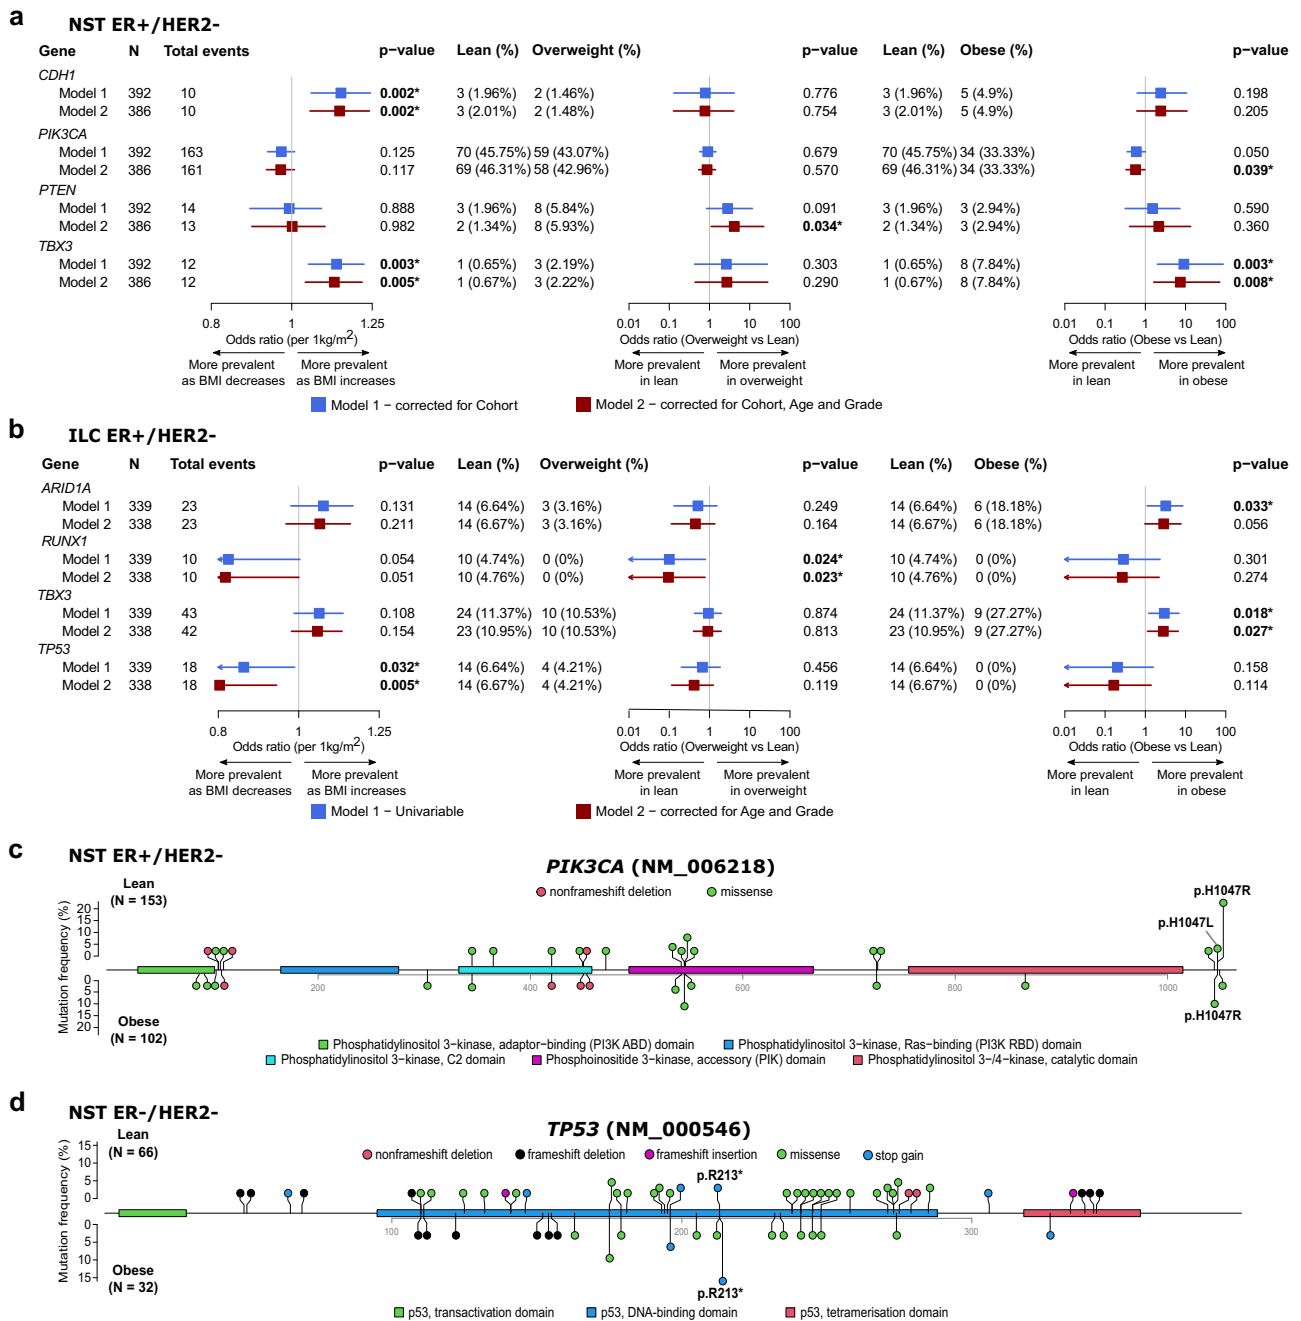 a
NST ER+/HER2-
Gene N Total events p−value Lean (%) Overweight (%) p−value Lean (%) Obese (%) p−value
CDH1
Model 1 392 10 0.002* 3 (1.96%) 2 (1.46%) 0.776 3 (1.96%) 5 (4.9%) 0.198
Model 2 386 10 0.002* 3 (2.01%) 2 (1.48%) 0.754 3 (2.01%) 5 (4.9%) 0.205
PIK3CA
Model 1 392 163 0.125 70 (45.75%) 59 (43.07%) 0.679 70 (45.75%) 34 (33.33%) 0.050
Model 2 386 161 0.117 69 (46.31%) 58 (42.96%) 0.570 69 (46.31%) 34 (33.33%) 0.039*
PTEN
Model 1 392 14 0.888 3 (1.96%) 8 (5.84%) 0.091 3 (1.96%) 3 (2.94%) 0.590
Model 2 386 13 0.982 2 (1.34%) 8 (5.93%) 0.034* 2 (1.34%) 3 (2.94%) 0.360
TBX3
Model 1 392 12 0.003* 1 (0.65%) 3 (2.19%) 0.303 1 (0.65%) 8 (7.84%) 0.003*
Model 2 386 12 0.005* 1 (0.67%) 3 (2.22%) 0.290 1 (0.67%) 8 (7.84%) 0.008*
0.8 1 1.25 0.01 0.1 1 10 100 0.01 0.1 1 10 100
Odds ratio (per 1kg/m2) Odds ratio (Overweight vs Lean) Odds ratio (Obese vs Lean)
More prevalent More prevalent More prevalent More prevalent More prevalent More prevalent
as BMI decreases as BMI increases in lean in overweight in lean in obese
Model 1 − corrected for Cohort Model 2 − corrected for Cohort, Age and Grade
b
ILC ER+/HER2-
Gene N Total events p−value Lean (%) Overweight (%) p−value Lean (%) Obese (%) p−value
ARID1A
Model 1 339 23 0.131 14 (6.64%) 3 (3.16%) 0.249 14 (6.64%) 6 (18.18%) 0.033*
Model 2 338 23 0.211 14 (6.67%) 3 (3.16%) 0.164 14 (6.67%) 6 (18.18%) 0.056
RUNX1
Model 1 339 10 0.054 10 (4.74%) 0 (0%) 0.024* 10 (4.74%) 0 (0%) 0.301
Model 2 338 10 0.051 10 (4.76%) 0 (0%) 0.023* 10 (4.76%) 0 (0%) 0.274
TBX3
Model 1 339 43 0.108 24 (11.37%) 10 (10.53%) 0.874 24 (11.37%) 9 (27.27%) 0.018*
Model 2 338 42 0.154 23 (10.95%) 10 (10.53%) 0.813 23 (10.95%) 9 (27.27%) 0.027*
TP53
Model 1 339 18 0.032* 14 (6.64%) 4 (4.21%) 0.456 14 (6.64%) 0 (0%) 0.158
Model 2 338 18 0.005* 14 (6.67%) 4 (4.21%) 0.119 14 (6.67%) 0 (0%) 0.114
0.8 1 1.25 0.01 0.1 1 10 100 0.01 0.1 1 10 100
Odds ratio (per 1kg/m2) Odds ratio (Overweight vs Lean) Odds ratio (Obese vs Lean)
More prevalent More prevalent More prevalent More prevalent More prevalent More prevalent
as BMI decreases as BMI increases in lean in overweight in lean in obese
Model 1 − Univariable Model 2 − corrected for Age and Grade
c
NST ER+/HER2-
PIK3CA (NM_006218)
Lean
(N = 153)
nonframeshift deletion missense
p.H1047R
p.H1047L
Mutation frequency (%)
20
15
10
5
0
200 400 600 800 1000
0
5
10
15
20
Obese
(N = 102)
p.H1047R
Phosphatidylinositol 3-kinase, adaptor-binding (PI3K ABD) domain Phosphatidylinositol 3-kinase, Ras-binding (PI3K RBD) domain
Phosphatidylinositol 3-kinase, C2 domain Phosphoinositide 3-kinase, accessory (PIK) domain Phosphatidylinositol 3-/4-kinase, catalytic domain
d
NST ER-/HER2-
TP53 (NM_000546)
Lean
(N = 66)
nonframeshift deletion frameshift deletion frameshift insertion missense stop gain
p.R213*
Mutation frequency (%)
15
10
5
0
100 200 300
0
5
10
15
Obese
(N = 32)
p.R213*
p53, transactivation domain p53, DNA-binding domain p53, tetramerisation domain